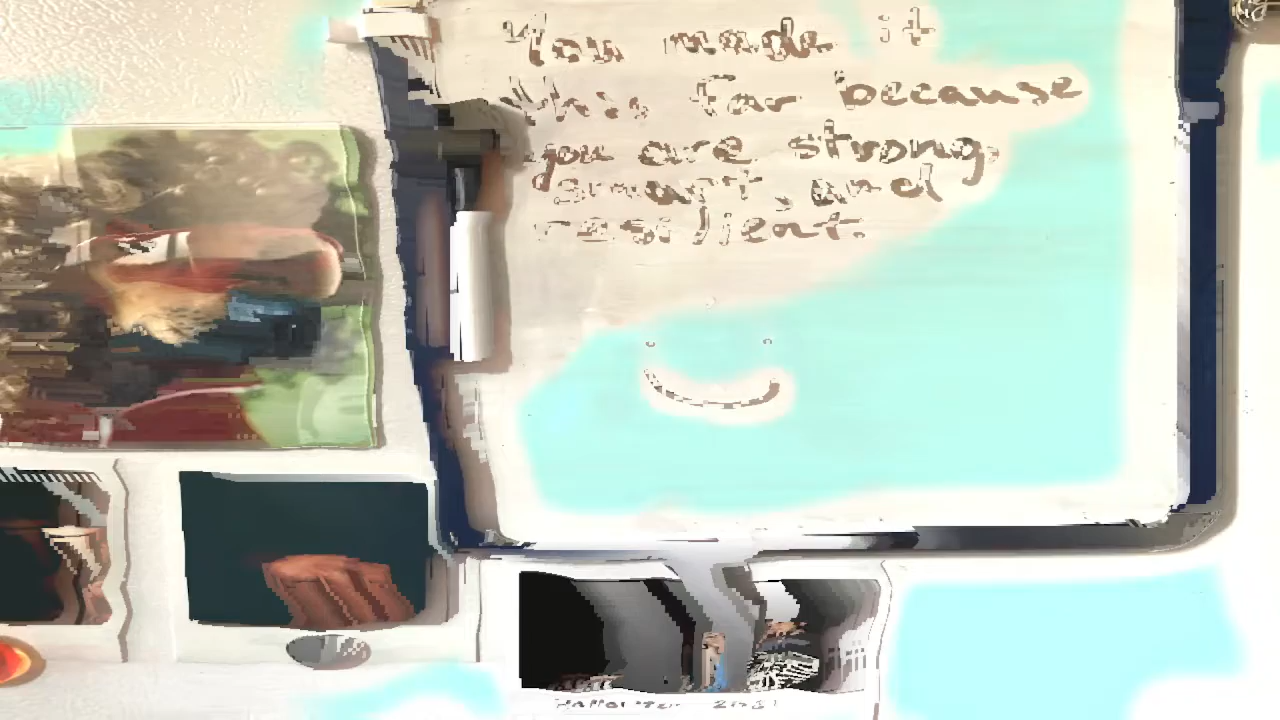 You made it
this far because
you are strong,
smart, and
resilient.